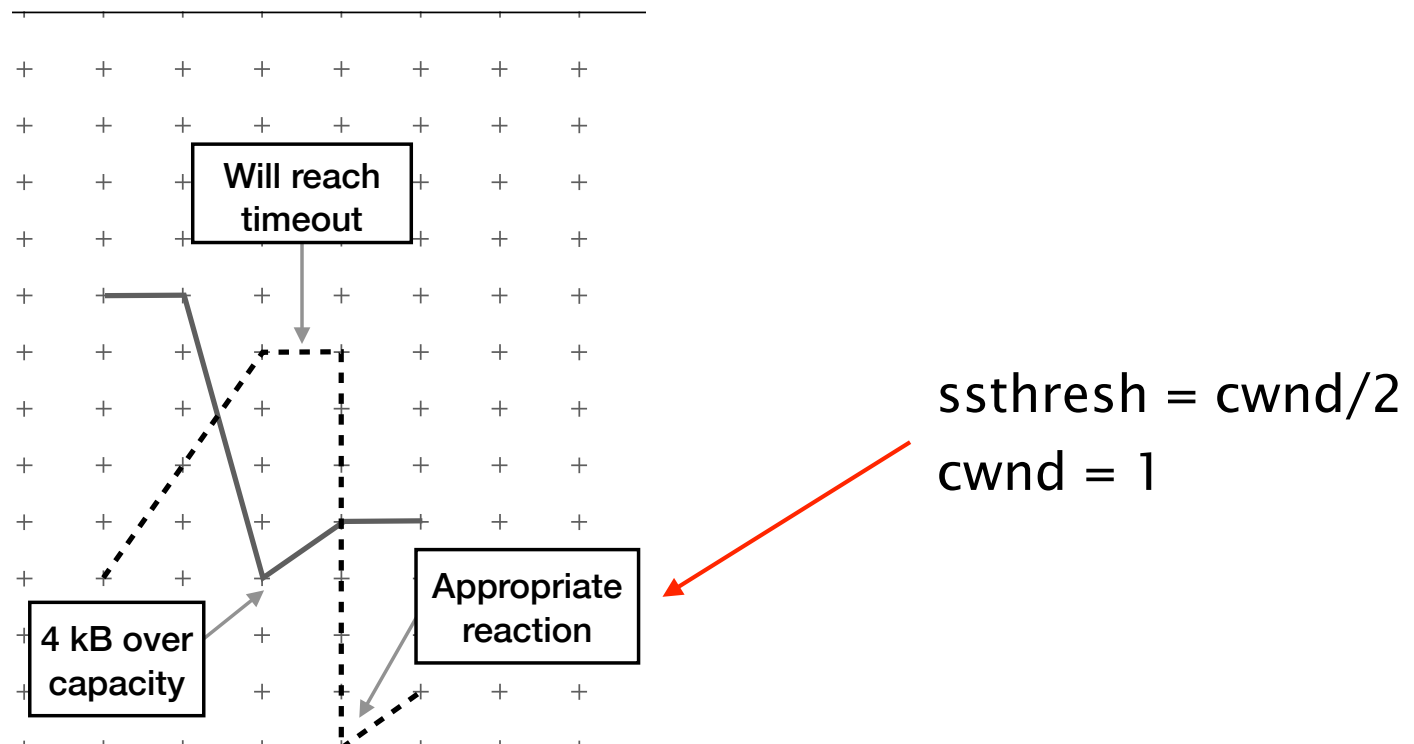 Will reach
timeout
ssthresh = cwnd/2
cwnd = 1
Appropriate
reaction
4 kB over
capacity